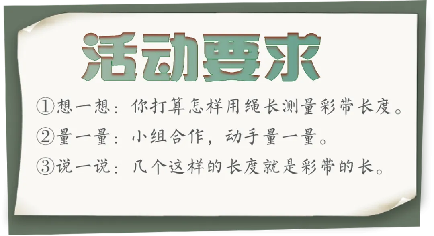 活动要求
①想一想：你打算怎样用绳长测量彩带长度。
②量一量：小组合作，动手量一量。
③说一说：几个这样的长度就是彩带的长。